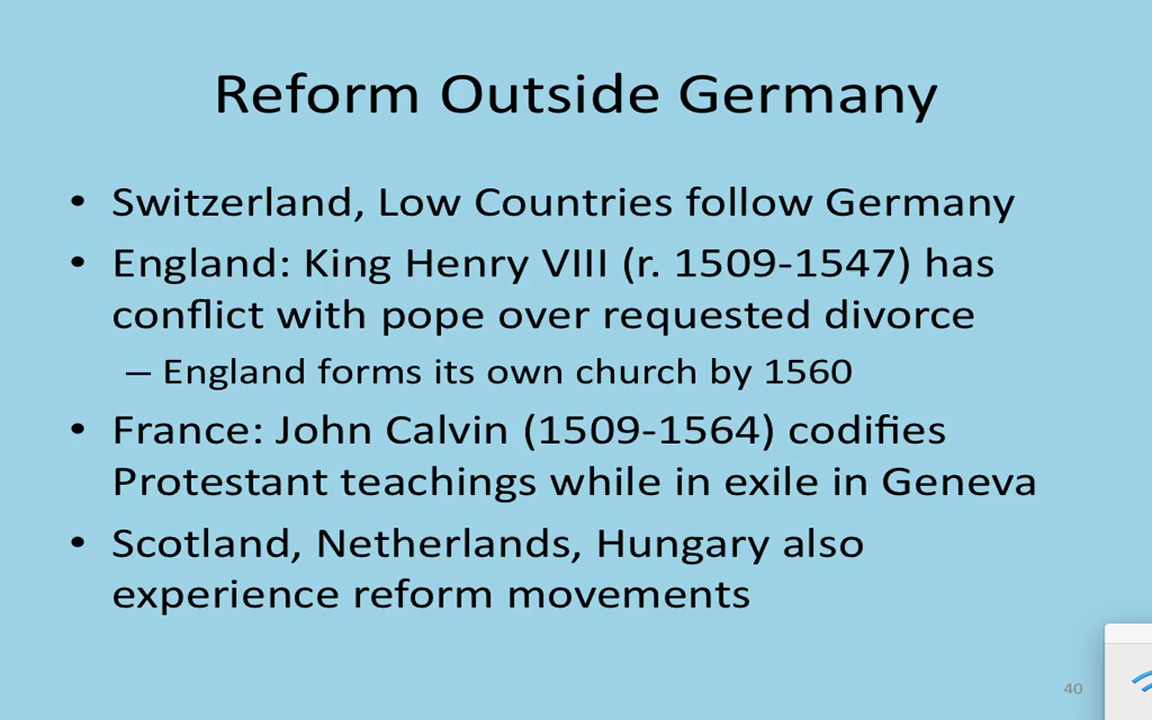 Reform Outside Germany
• Switzerland, Low Countries follow Germany
• England: King Henry VIII (r. 1509-1547) has
conflict with pope over requested divorce
– England forms its own church by 1560
• France: John Calvin (1509-1564) codifies
Protestant teachings while in exile in Geneva
• Scotland, Netherlands, Hungary also
experience reform movements
40